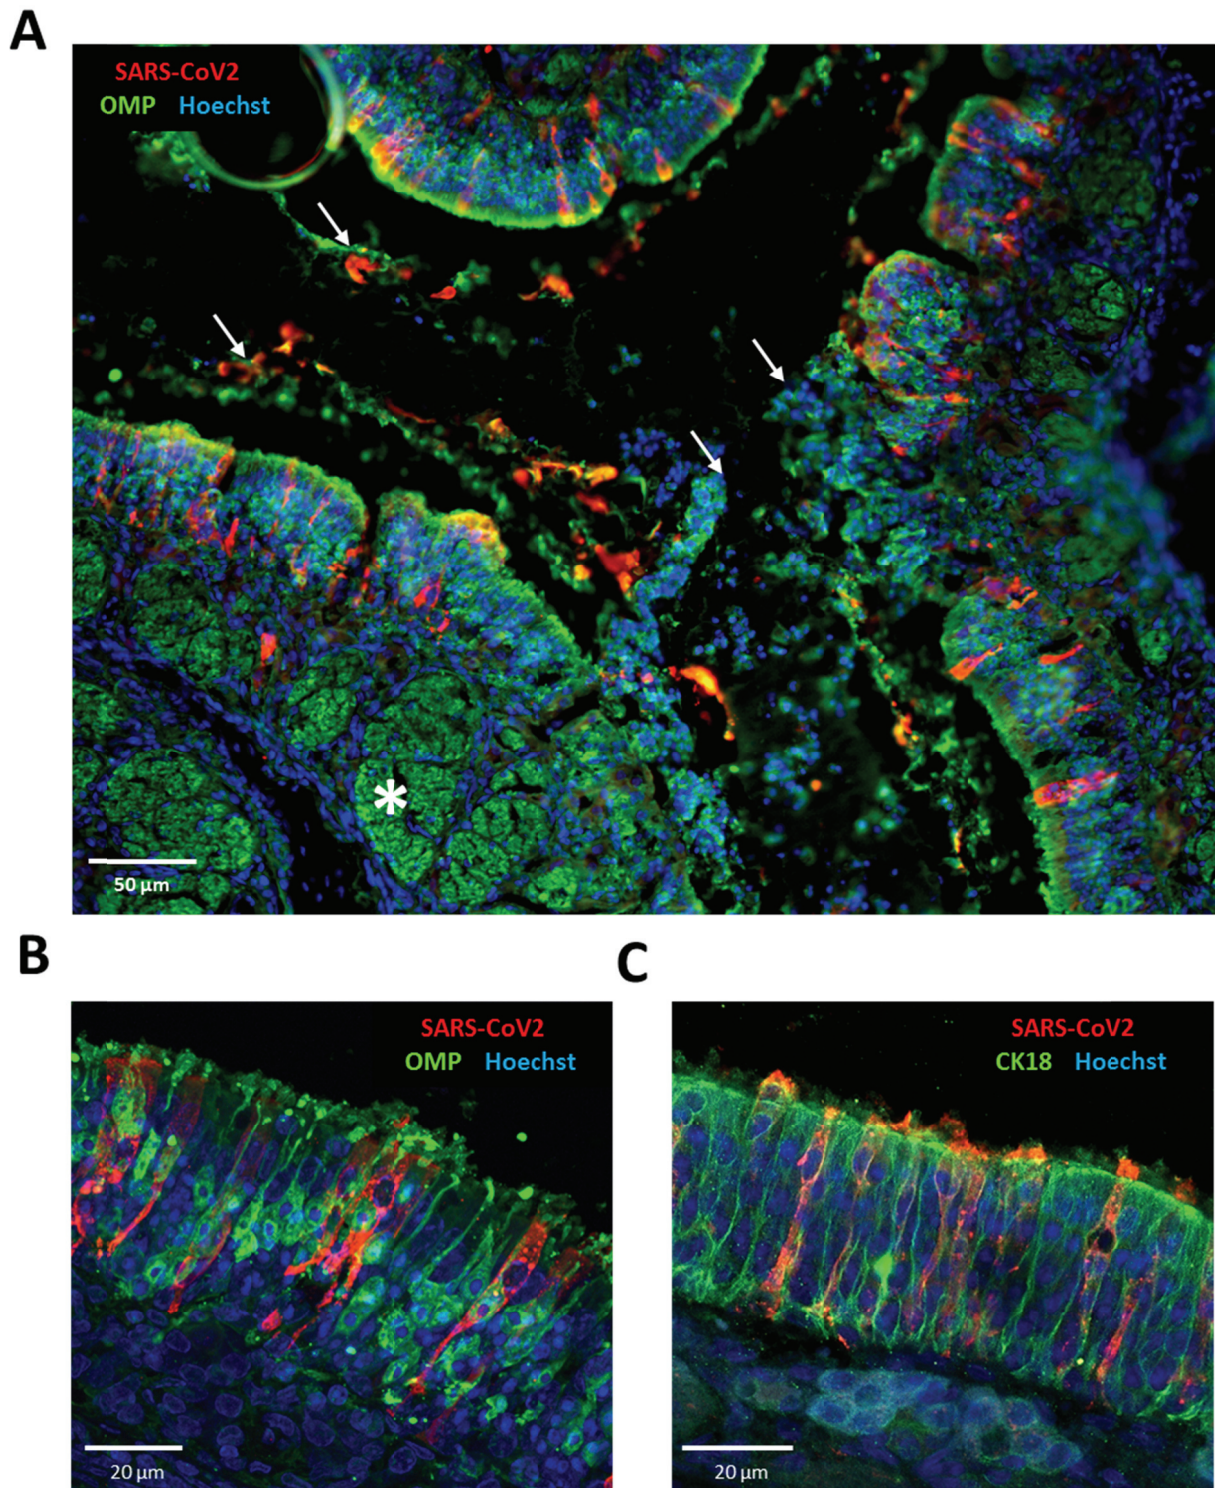 A
SARS-CoV2
OMP Hoechst
*
50 µm
B
C
SARS-CoV2
OMP Hoechst
20 µm
SARS-CoV2
CK18 Hoechst
20 µm